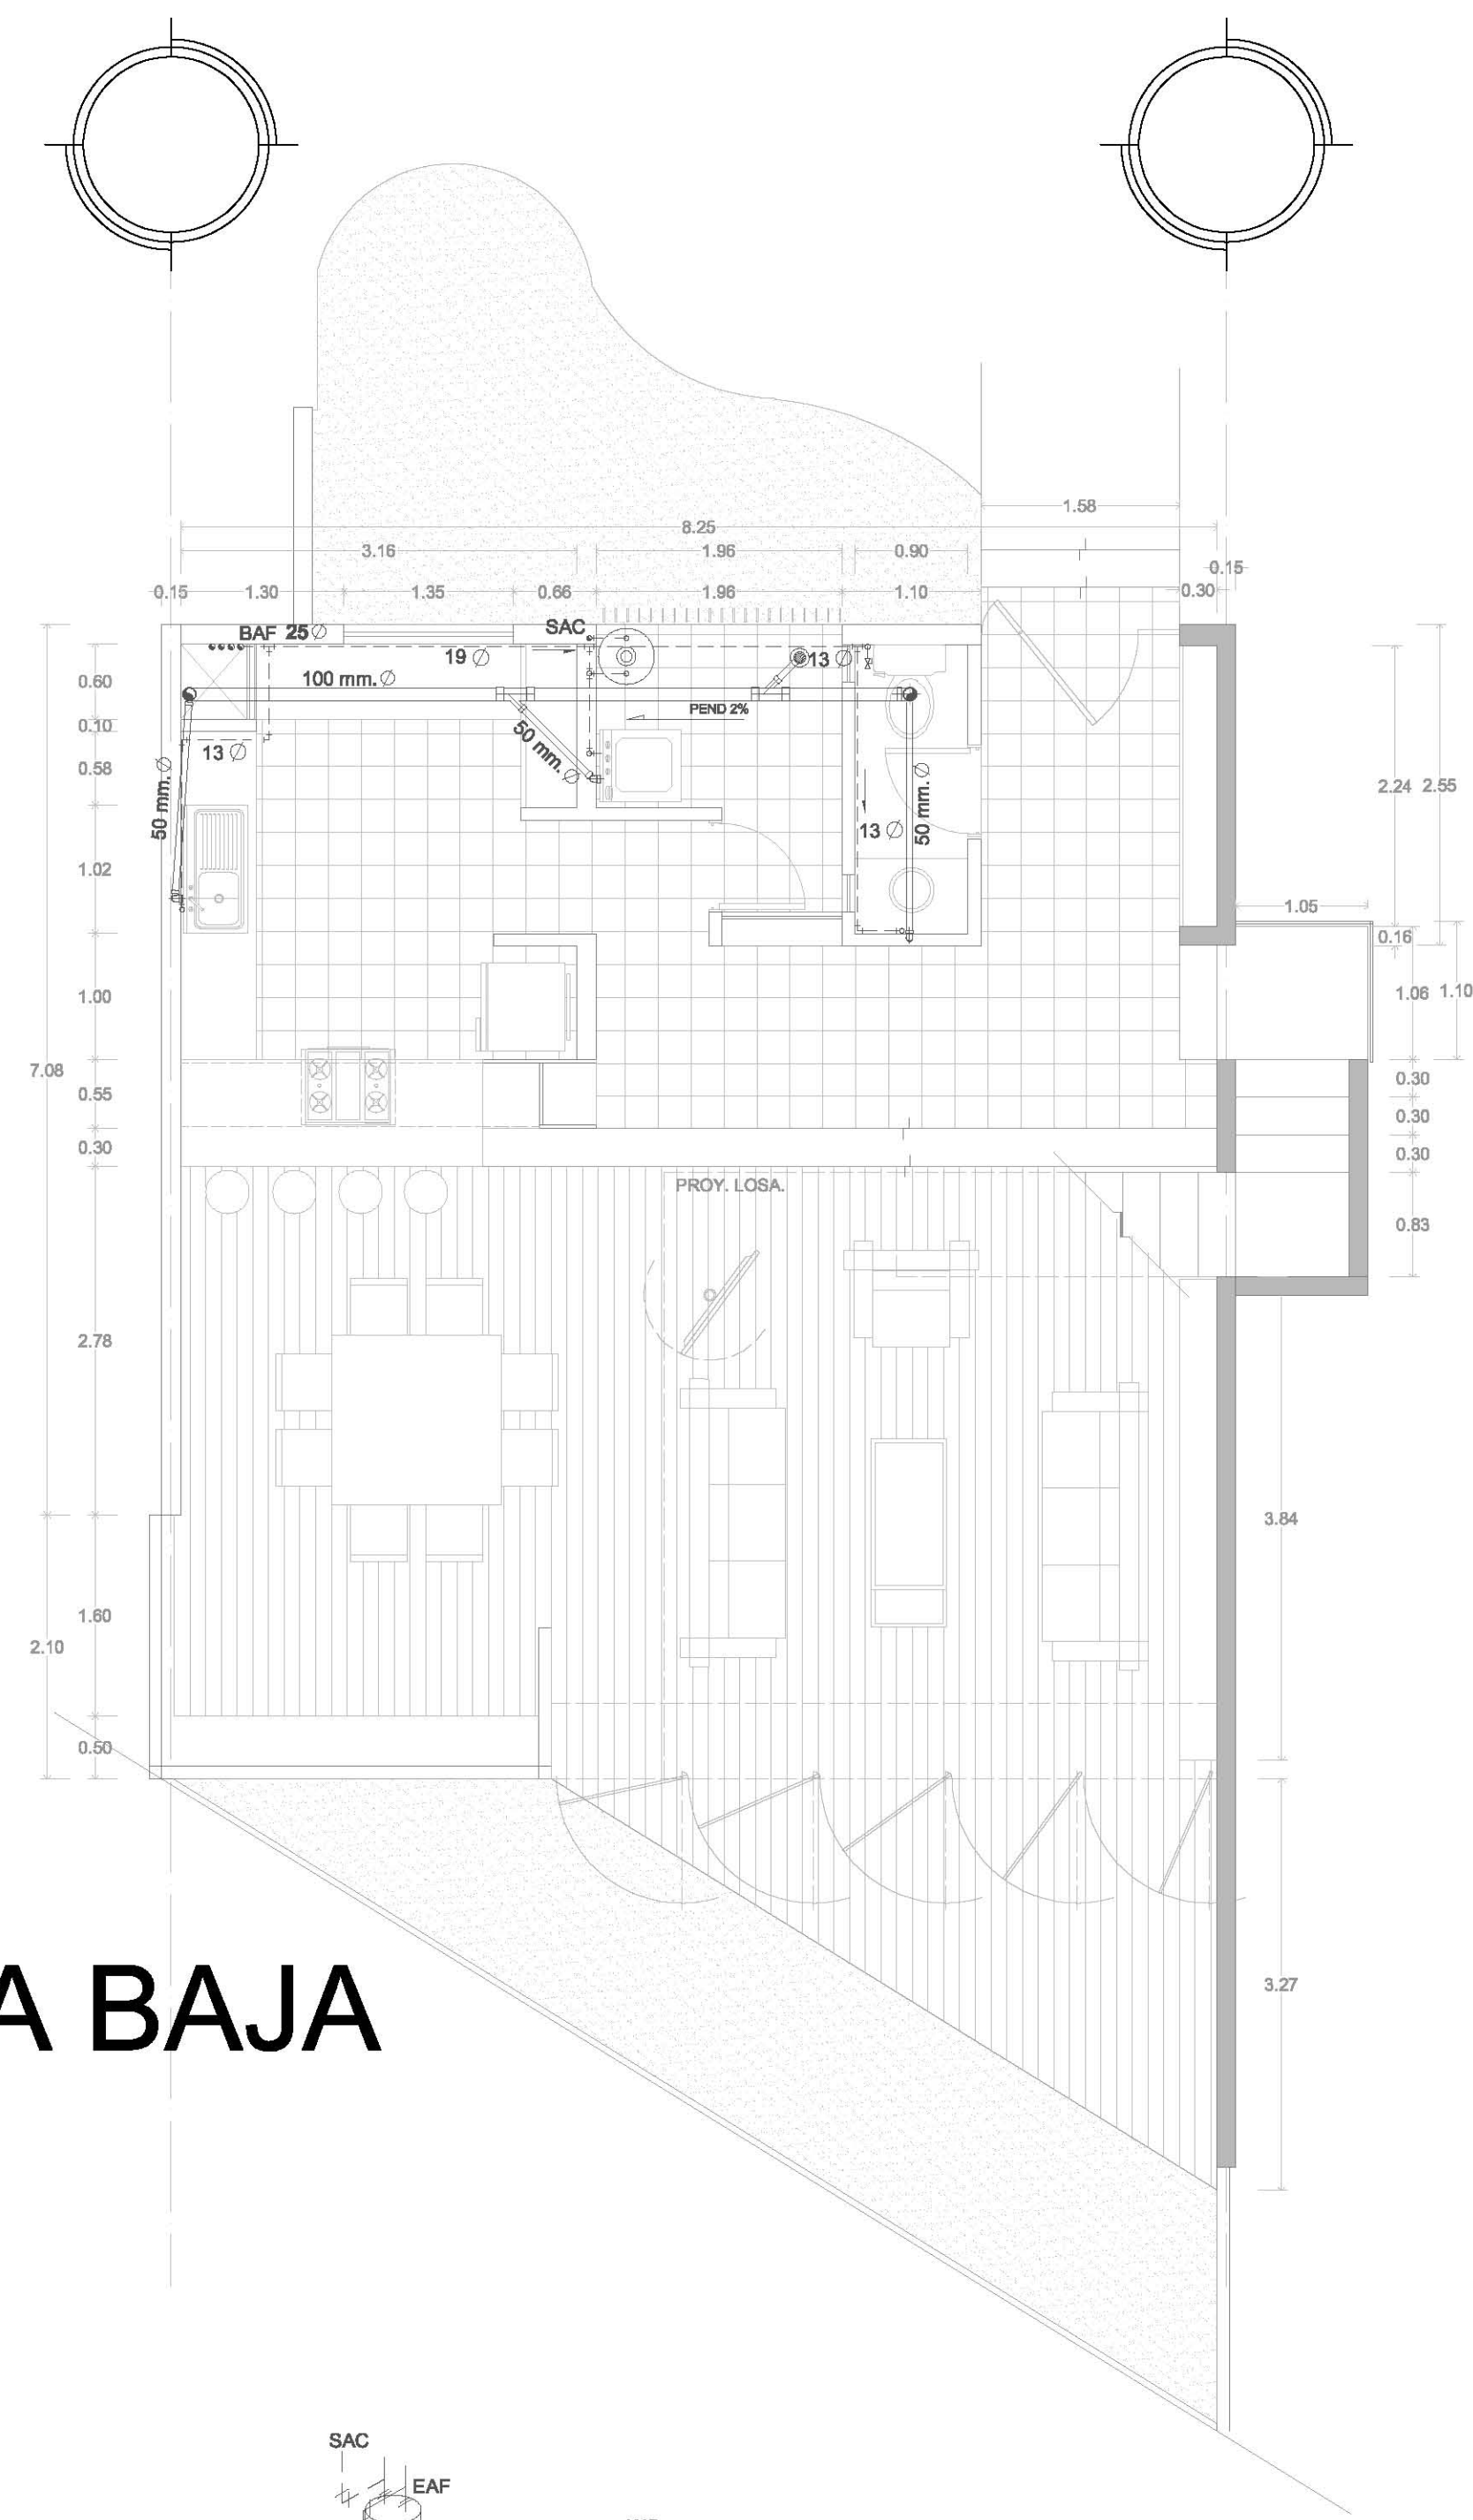 1.58
8.25
3.16 1.96 0.90
0.15
0.15 1.30 1.35 0.66 1.96 1.10 0.30
BAF 25 ∅ SAC
19 ∅ 13 ∅
0.60 100 mm. ∅
PEND 2%
0.10
13 ∅ 50 mm. ∅
0.58
50 mm. ∅
2.24 2.55
50 mm. ∅
13 ∅
1.02
1.05
0.16
1.00 1.06 1.10
7.08
0.55 0.30
0.30
0.30 0.30
PROY. LOSA.
0.83
2.78
3.84
1.60
2.10
0.50
3.27
A BAJA
SAC
EAF